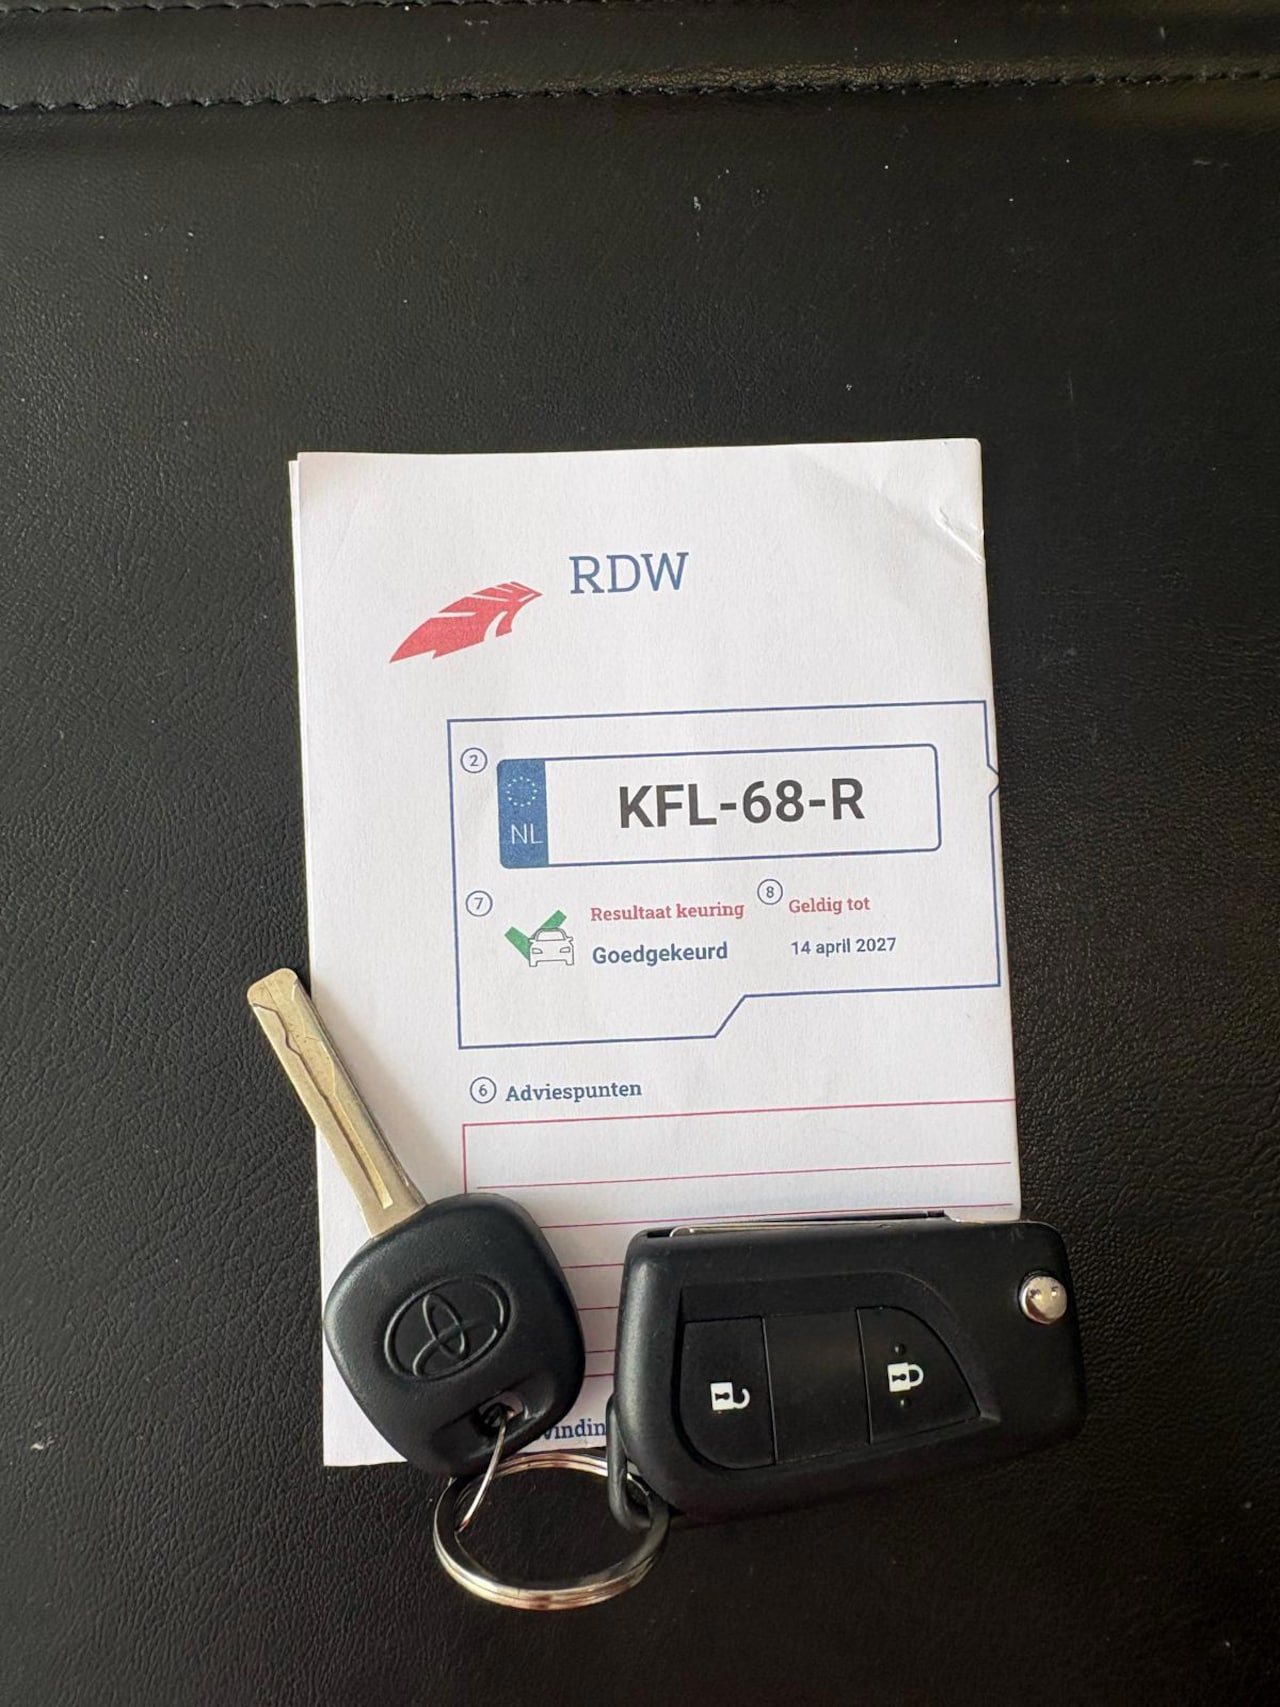 RDW
2
NL
KFL-68-R
7
Resultaat keuring
Goedgekeurd
8
Geldig tot
14 april 2027
6 Adviespunten